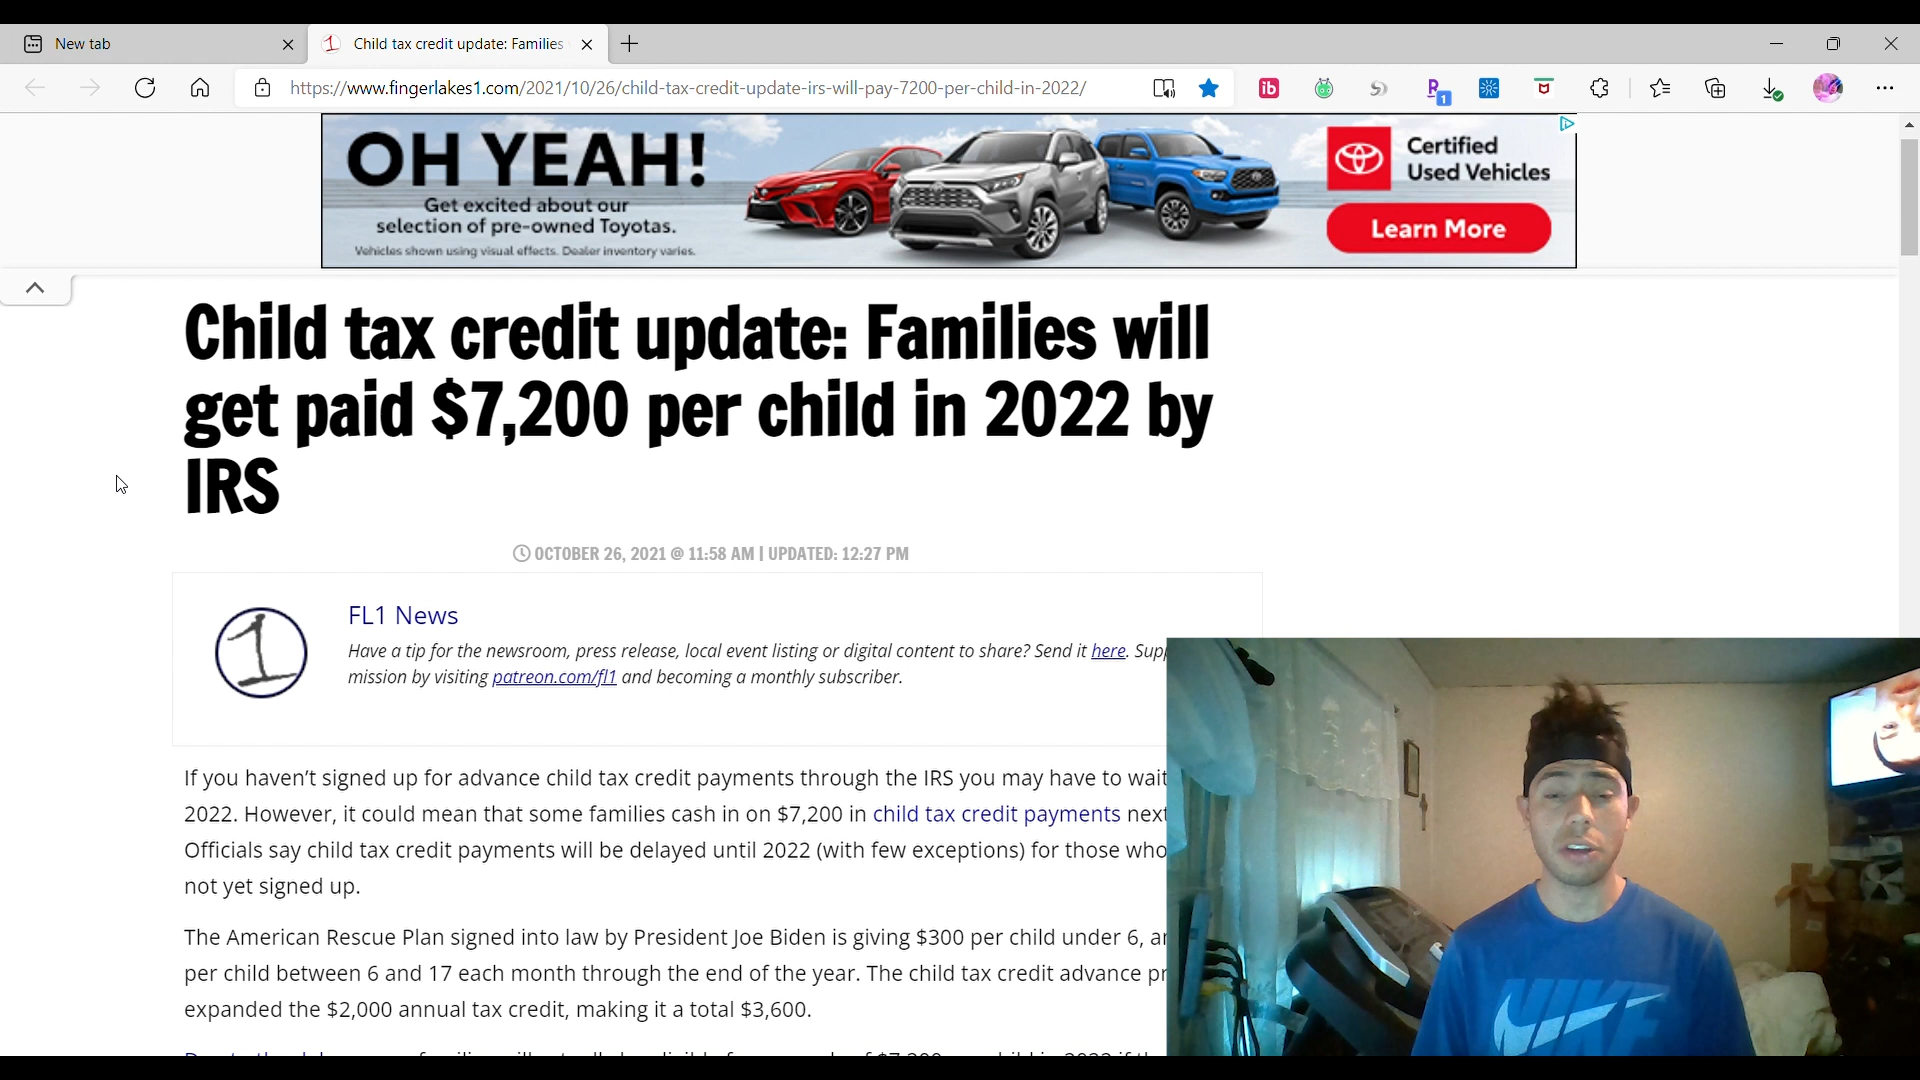 New tab
Child tax credit update: Families
https://www.fingerlakes1.com/2021/10/26/child-tax-credit-update-irs-will-pay-7200-per-child-in-2022/
OH YEAH!
Get excited about our
selection of pre-owned Toyotas.
Vehicles shown using visual effects. Dealer inventory varies.
Certified
Used Vehicles
Learn More
Child tax credit update: Families will
get paid $7,200 per child in 2022 by
IRS
OCTOBER 26, 2021 @ 11:58 AM | UPDATED: 12:27 PM
FL1 News
Have a tip for the newsroom, press release, local event listing or digital content to share? Send it here. Supp
mission by visiting patreon.com/fl1 and becoming a monthly subscriber.
If you haven't signed up for advance child tax credit payments through the IRS you may have to wait
2022. However, it could mean that some families cash in on $7,200 in child tax credit payments next
Officials say child tax credit payments will be delayed until 2022 (with few exceptions) for those who
not yet signed up.
The American Rescue Plan signed into law by President Joe Biden is giving $300 per child under 6,
per child between 6 and 17 each month through the end of the year. The child tax credit advance
expanded the $2,000 annual tax credit, making it a total $3,600.
NIKE